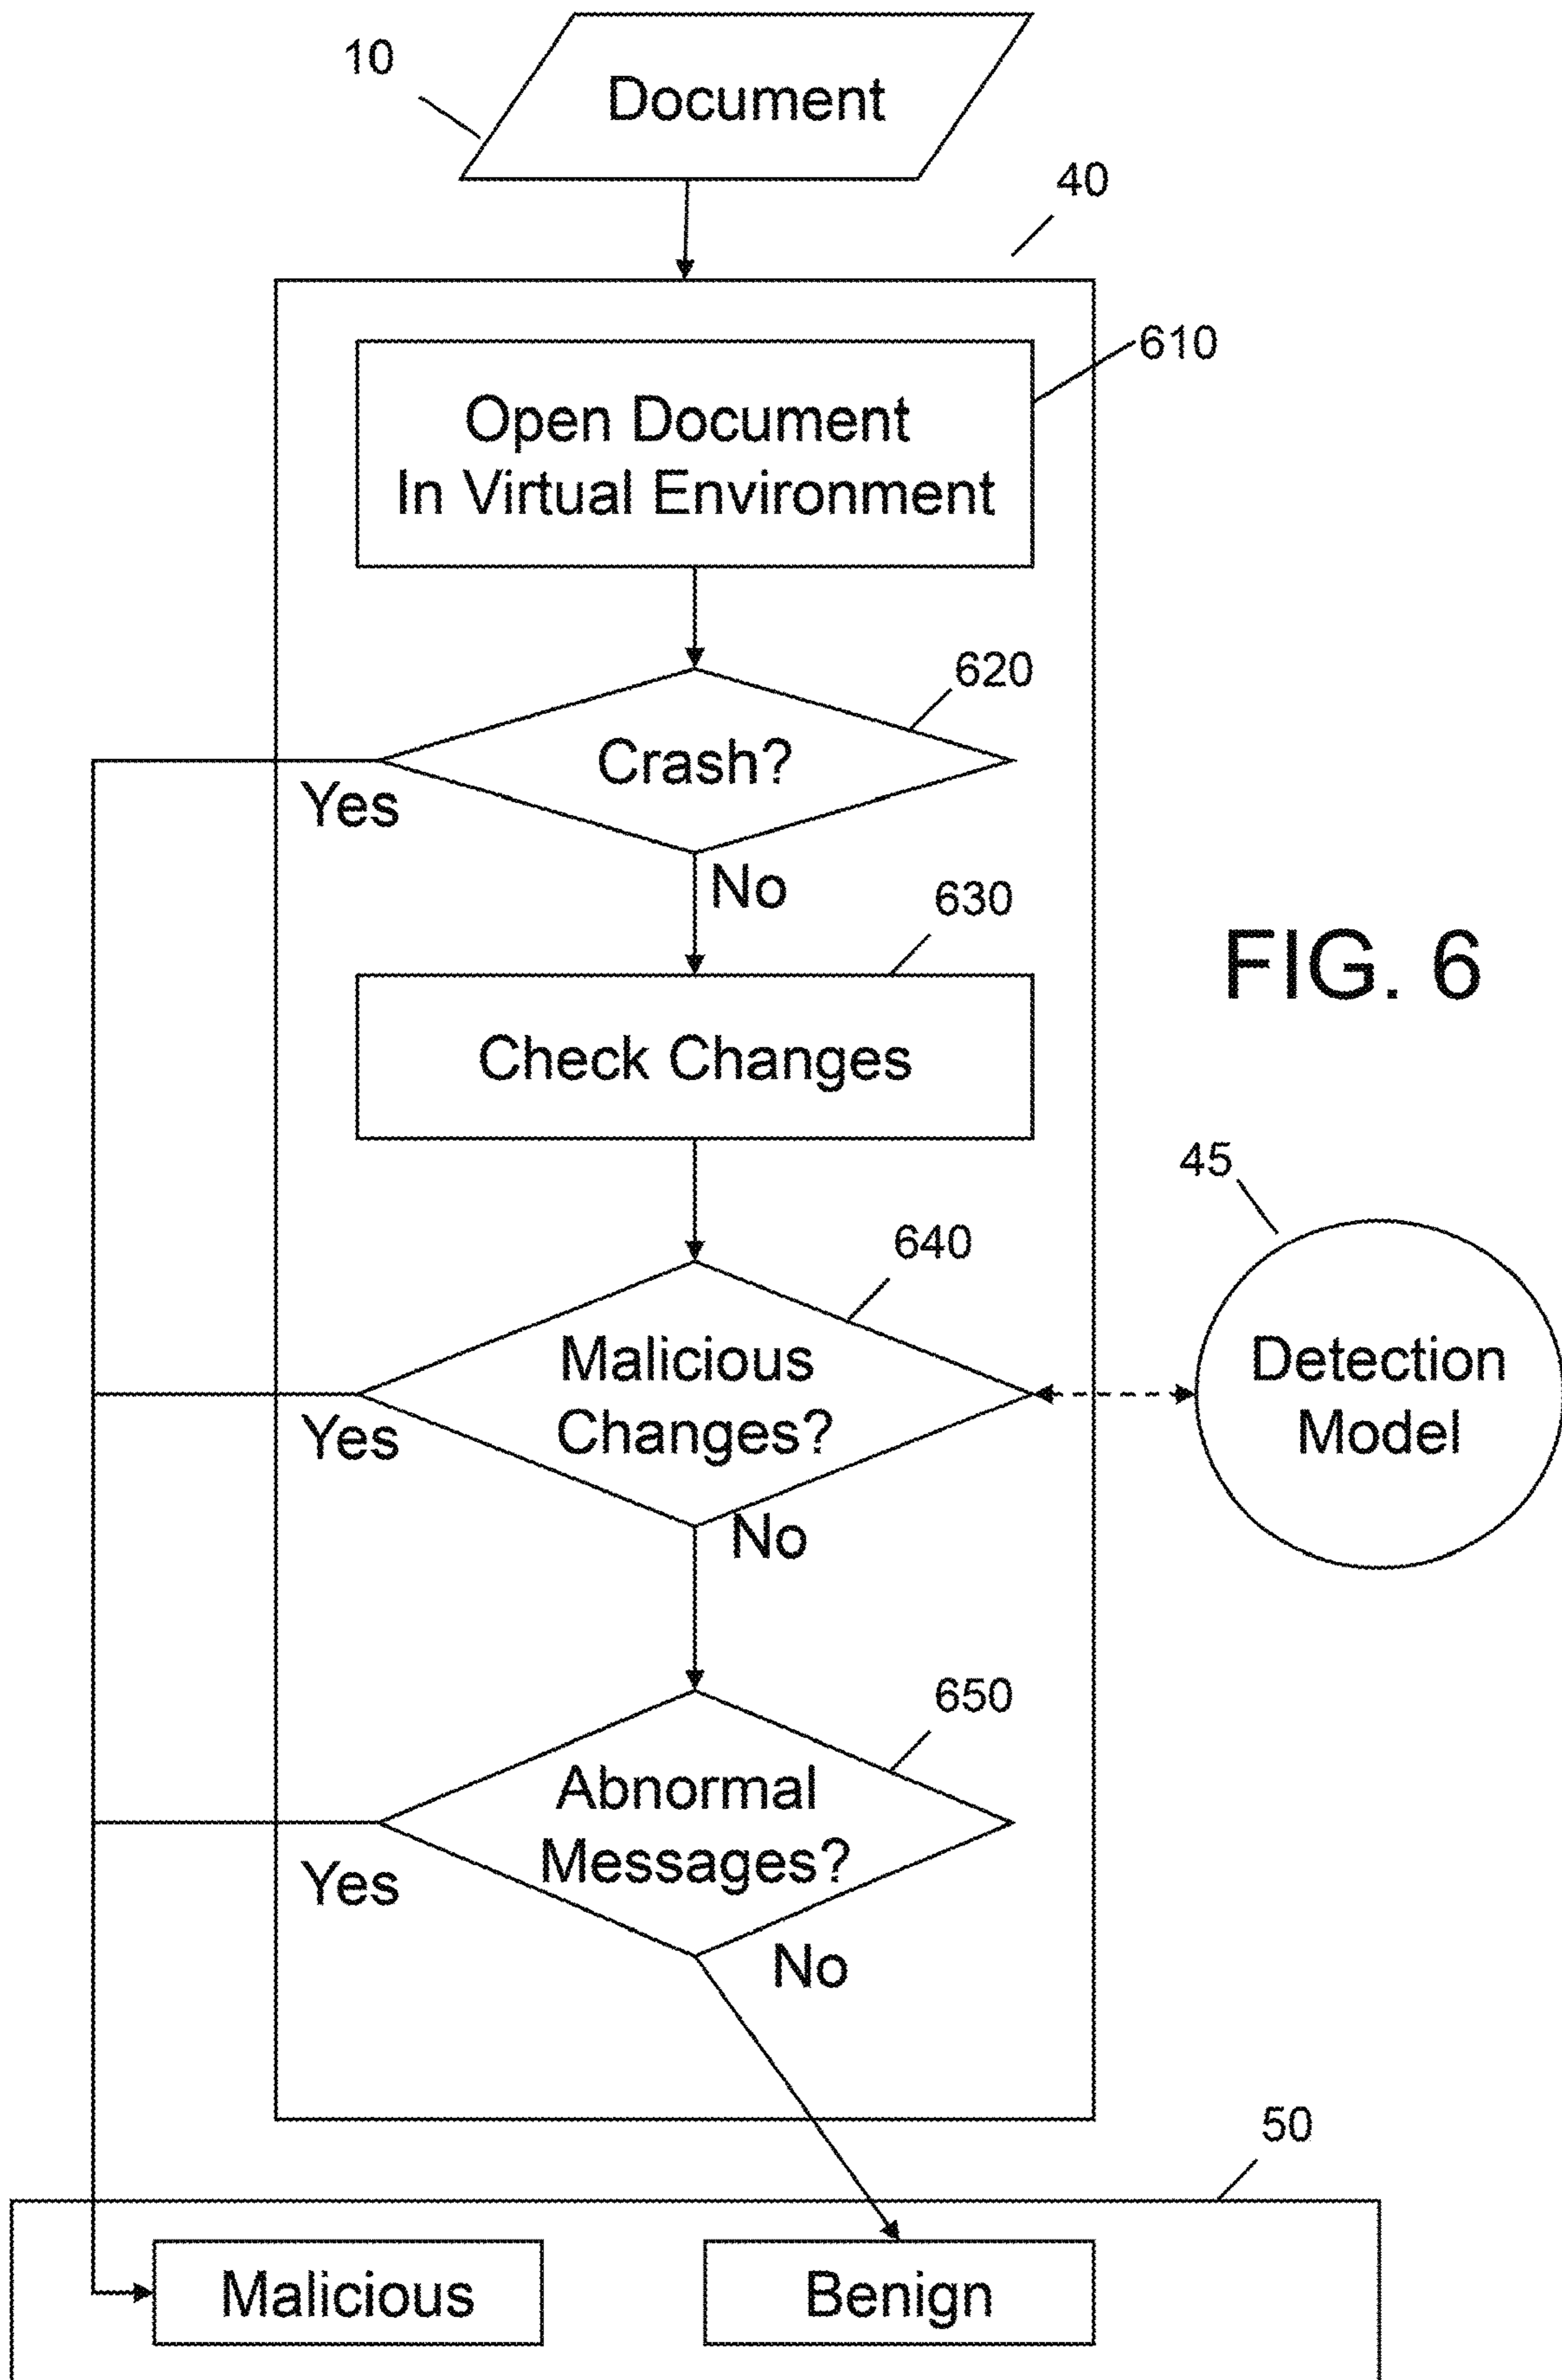 10
Document
40
610
Open Document
In Virtual Environment
620
Crash?
Yes
No
630
FIG. 6
Check Changes
45
640
Malicious
Changes?
Detection
Model
Yes
No
650
Abnormal
Messages?
Yes
No
50
Malicious
Benign